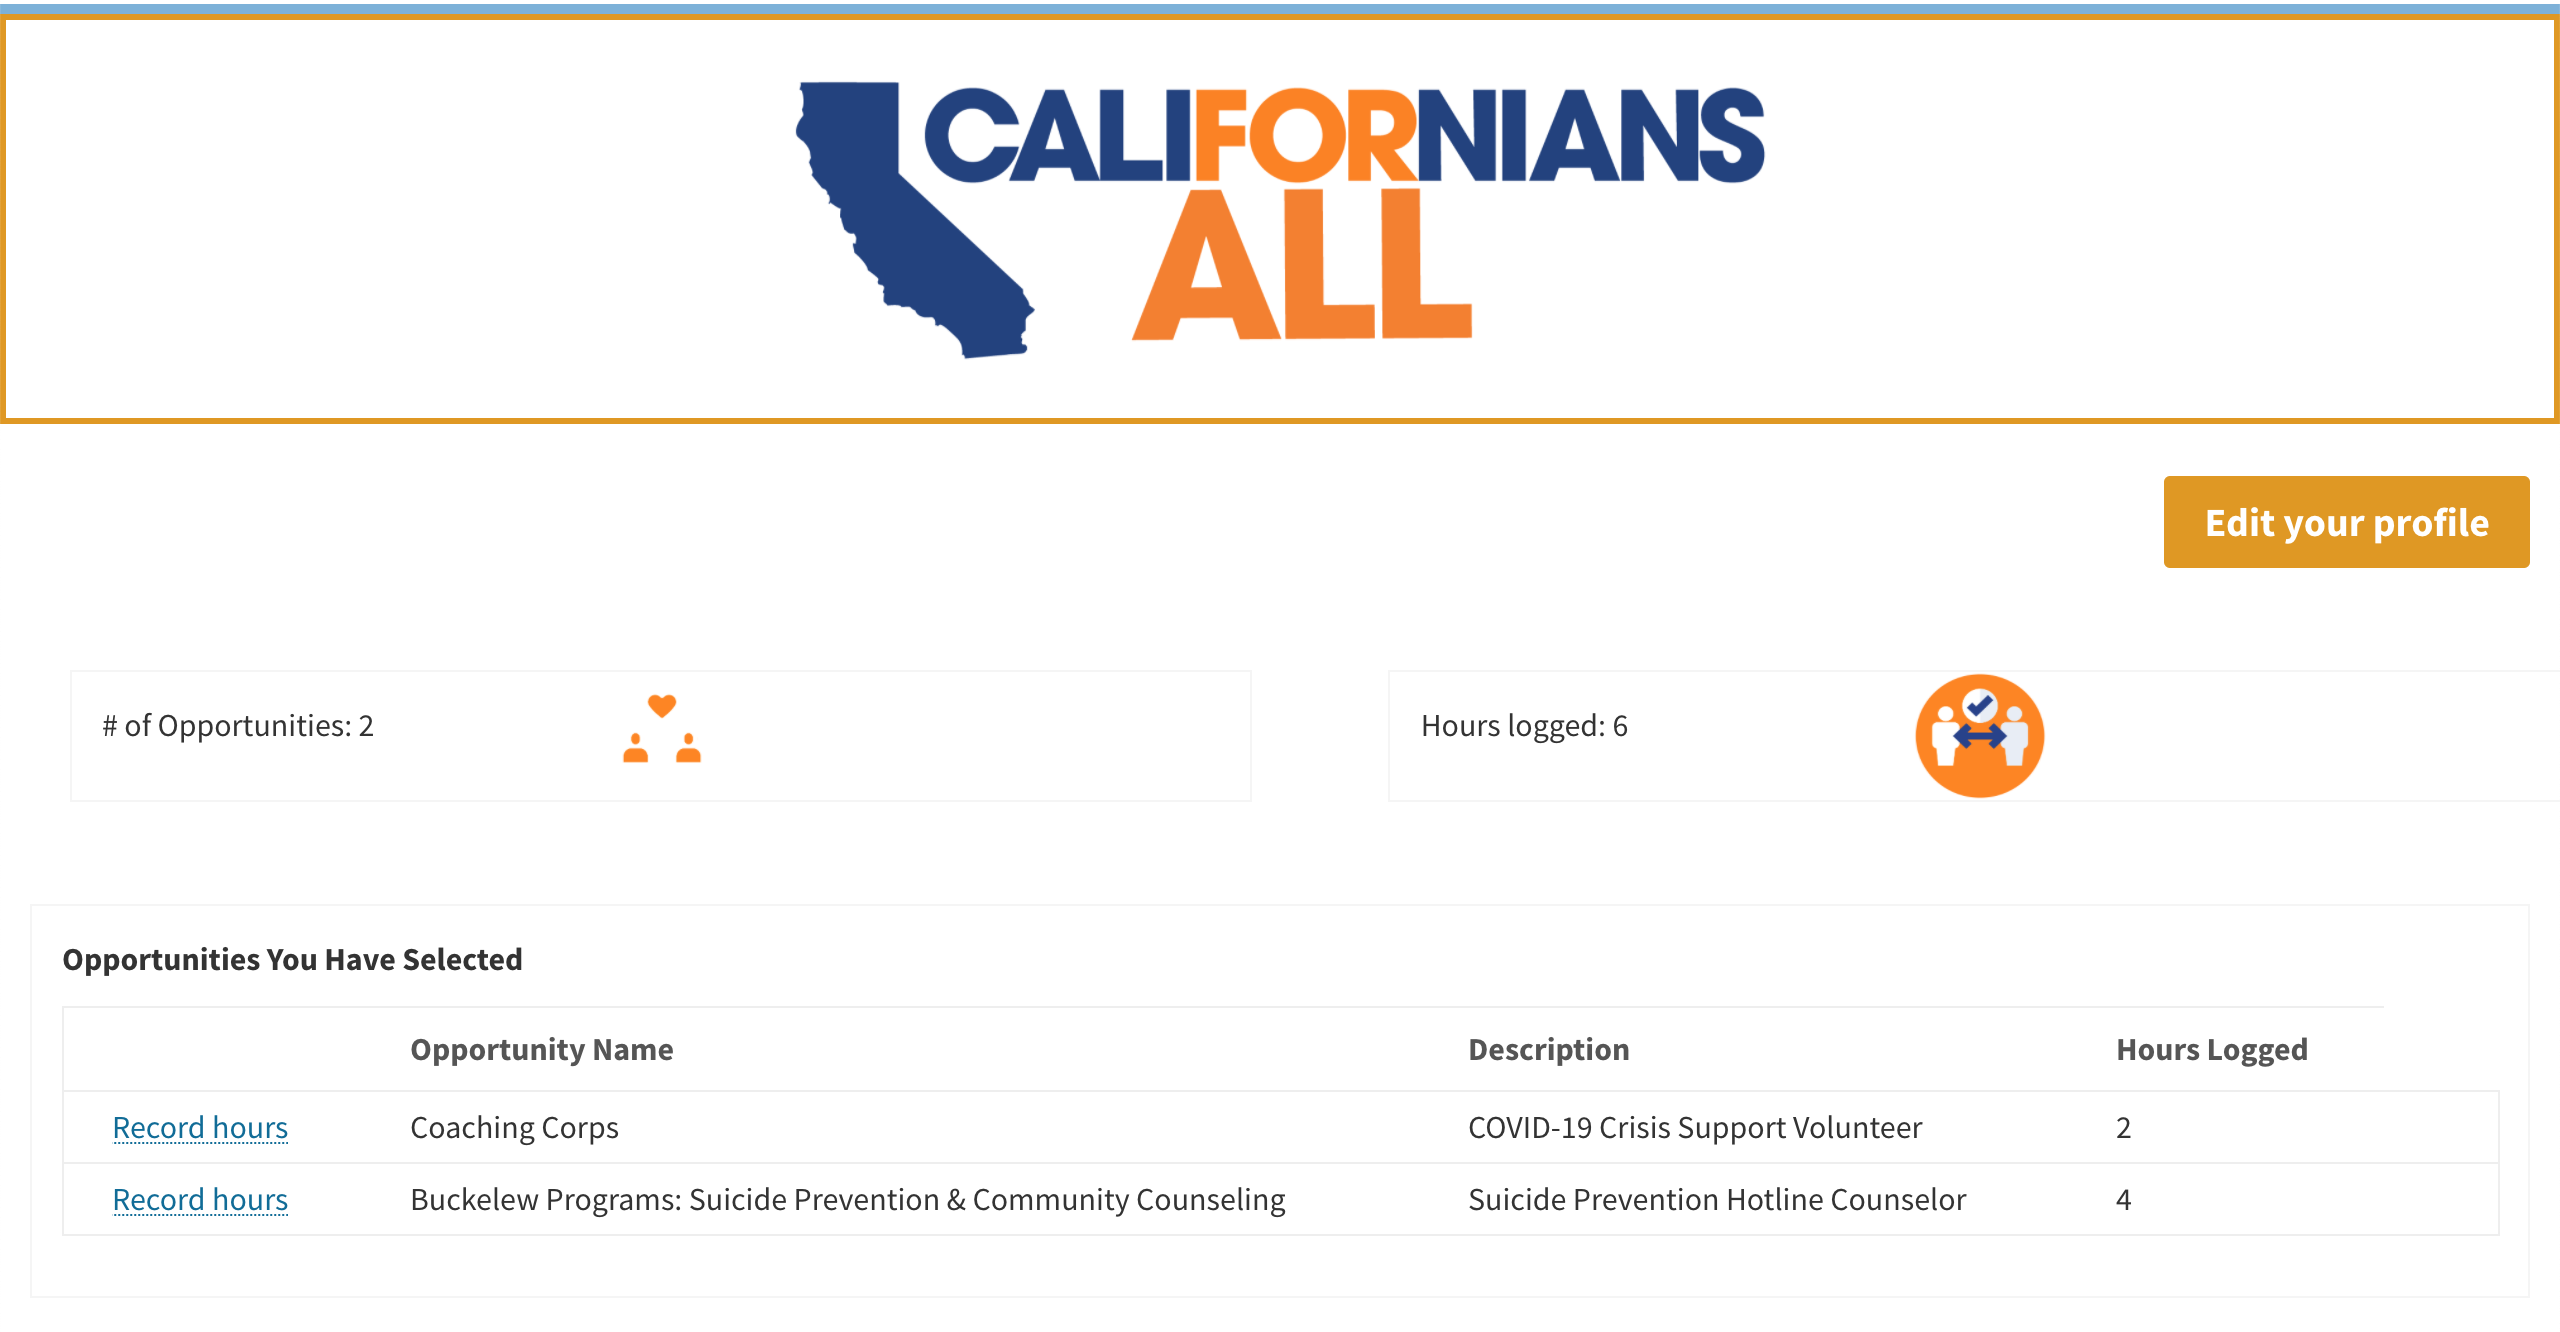 CALIFORNIANS
ALL
Edit your profile
# of Opportunities: 2
Hours logged: 6
Opportunities You Have Selected
Opportunity Name Description Hours Logged
Record hours Coaching Corps COVID-19 Crisis Support Volunteer 2
Record hours Buckelew Programs: Suicide Prevention & Community Counseling Suicide Prevention Hotline Counselor 4